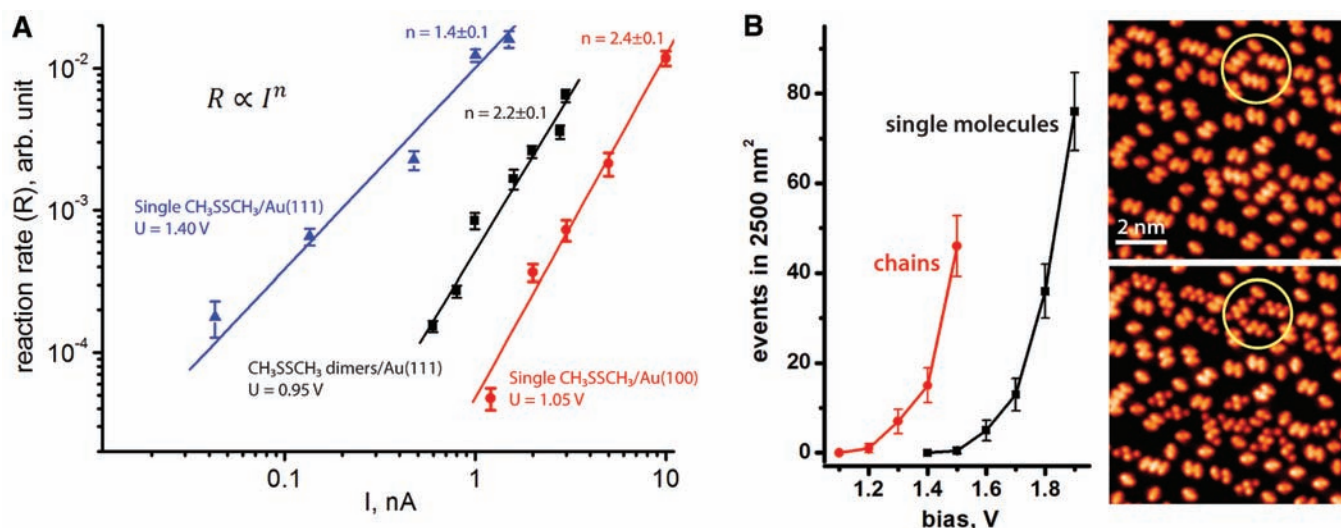 A
reaction rate (R), arb. unit
10⁻²
10⁻³
10⁻⁴
R ∝ Iⁿ
n = 1.4±0.1
n = 2.2±0.1
n = 2.4±0.1
Single CH₃SSCH₃/Au(111)
U = 1.40 V
CH₃SSCH₃ dimers/Au(111)
U = 0.95 V
Single CH₃SSCH₃/Au(100)
U = 1.05 V
0.1 1 10
I, nA
B
events in 2500 nm²
80
60
40
20
0
single molecules
chains
1.2 1.4 1.6 1.8
bias, V
2 nm